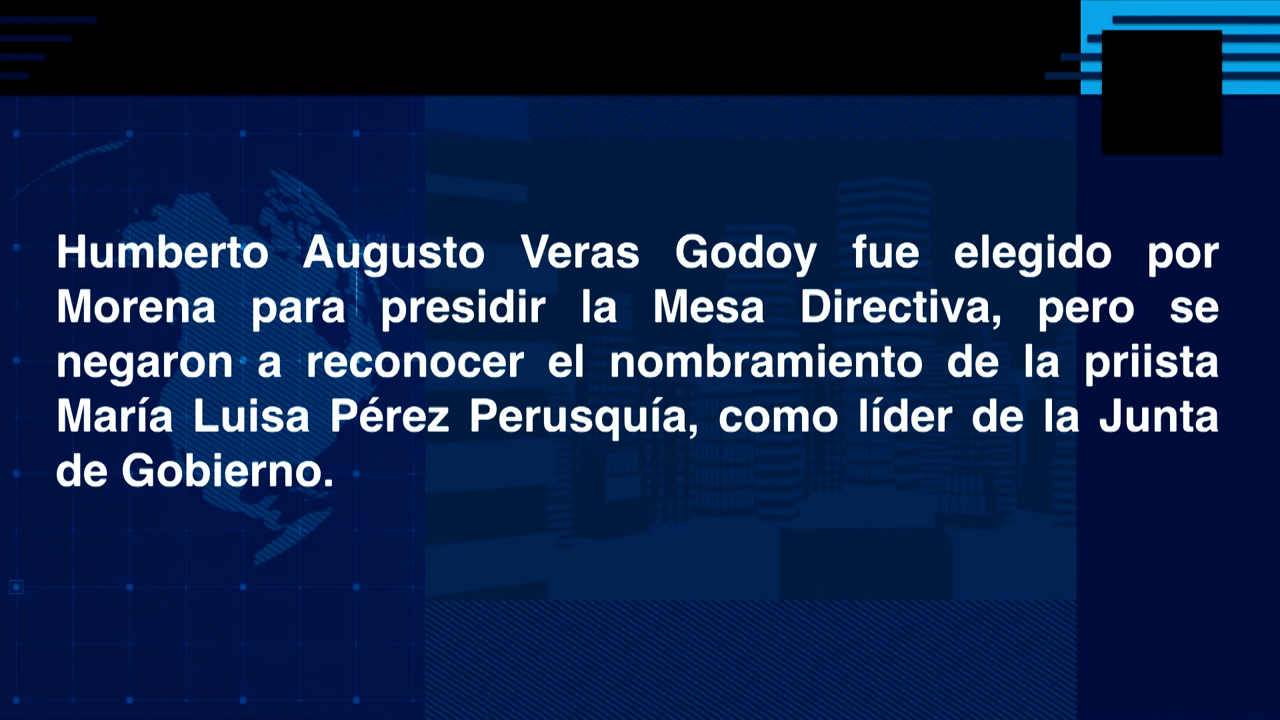 Humberto Augusto Veras Godoy fue elegido por
Morena para presidir la Mesa Directiva, pero se
negaron a reconocer el nombramiento de la priista
María Luisa Pérez Perusquía, como líder de la Junta
de Gobierno.